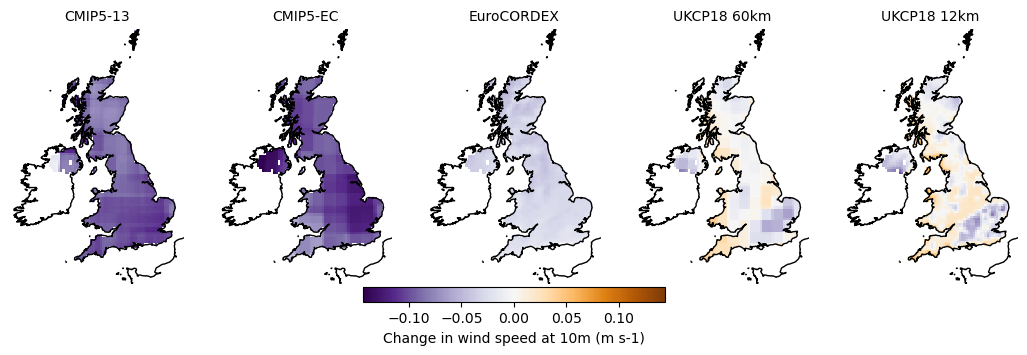 CMIP5-13
CMIP5-EC
EuroCORDEX
UKCP18 60km
UKCP18 12km
−0.10
−0.05
0.00
0.05
0.10
Change in wind speed at 10m (m s-1)